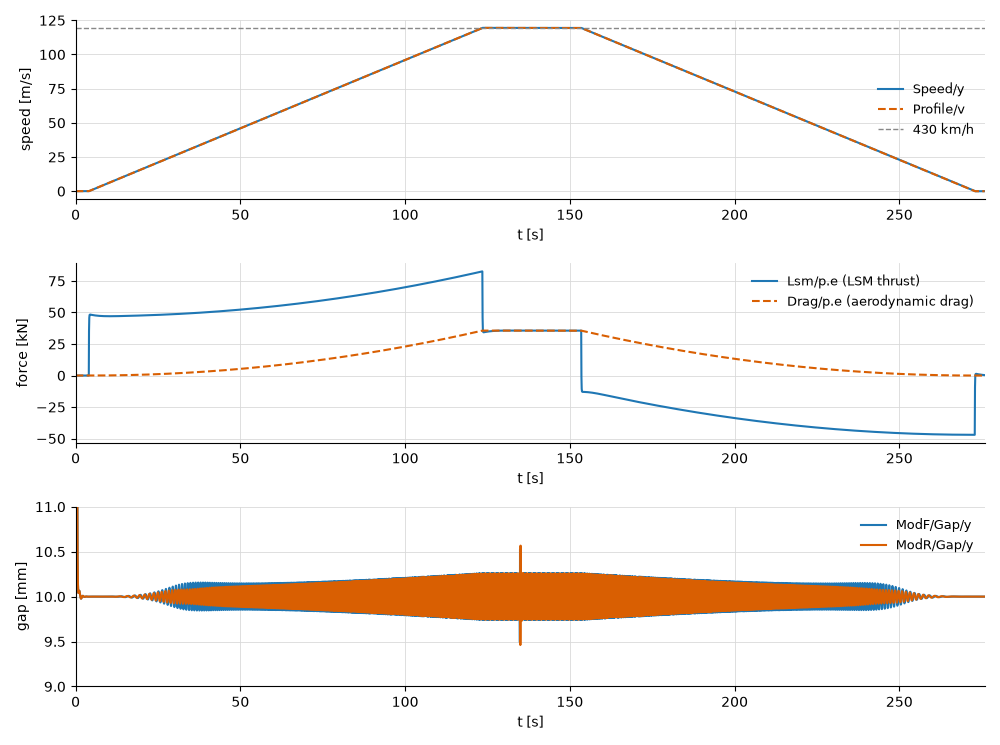 125
100
75
50
25
0
speed [m/s]
Speed/y
Profile/v
430 km/h
0 50 100 150 200 250
t [s]
75
50
25
0
−25
−50
force [kN]
Lsm/p.e (LSM thrust)
Drag/p.e (aerodynamic drag)
0 50 100 150 200 250
t [s]
11.0
10.5
10.0
9.5
9.0
gap [mm]
ModF/Gap/y
ModR/Gap/y
0 50 100 150 200 250
t [s]